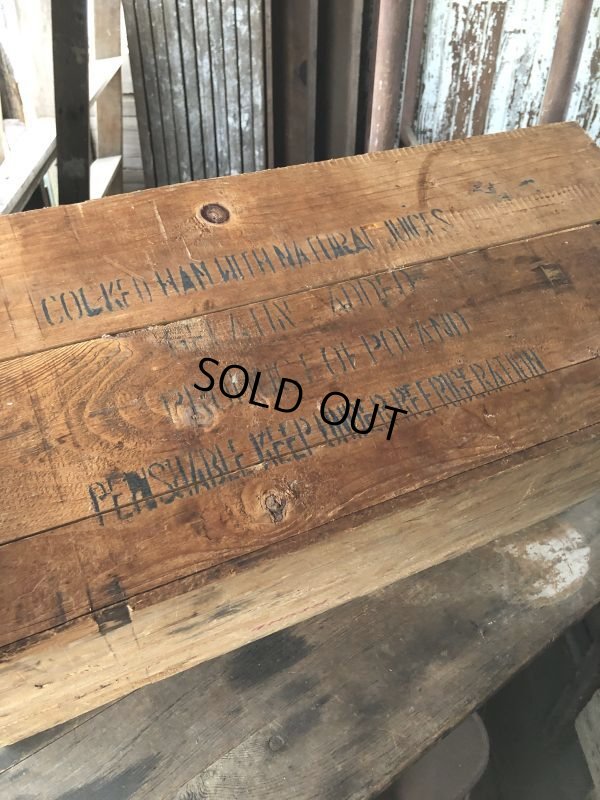 COOKED HAM WITH NATURAL JUICES
GELATIN ADDED
PRODUCE OF POLAND
SOLD OUT
PERISHABLE KEEP UNDER REFRIGERATION